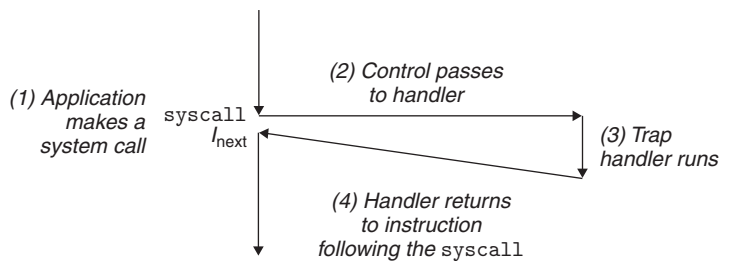 (1) Application
makes a
system call
syscall
Inext
(2) Control passes
to handler
(3) Trap
handler runs
(4) Handler returns
to instruction
following the syscall